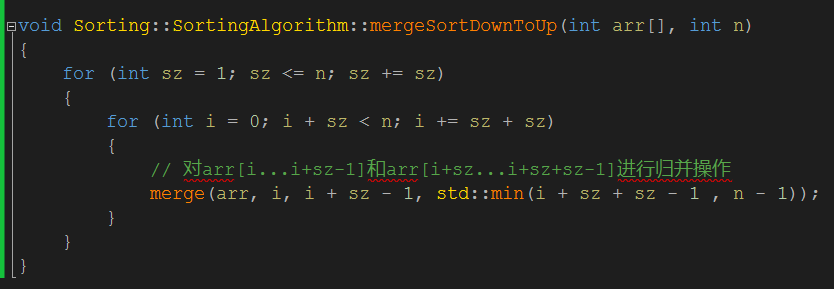 void Sorting::SortingAlgorithm::mergeSortDownToUp(int arr[], int n)
{
for (int sz = 1; sz <= n; sz += sz)
{
for (int i = 0; i + sz < n; i += sz + sz)
{
// 对arr[i...i+sz-1]和arr[i+sz...i+sz+sz-1]进行归并操作
merge(arr, i, i + sz - 1, std::min(i + sz + sz - 1 , n - 1));
}
}
}